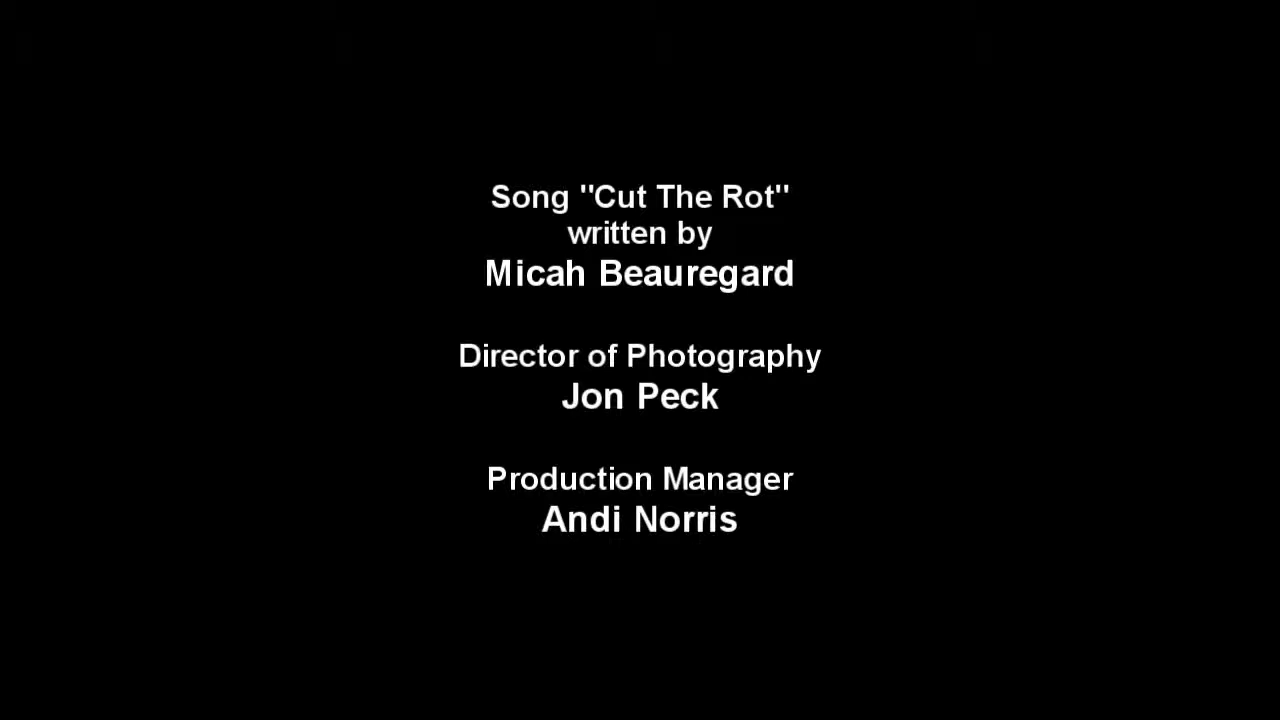 Song "Cut The Rot"
written by
Micah Beauregard
Director of Photography
Jon Peck
Production Manager
Andi Norris